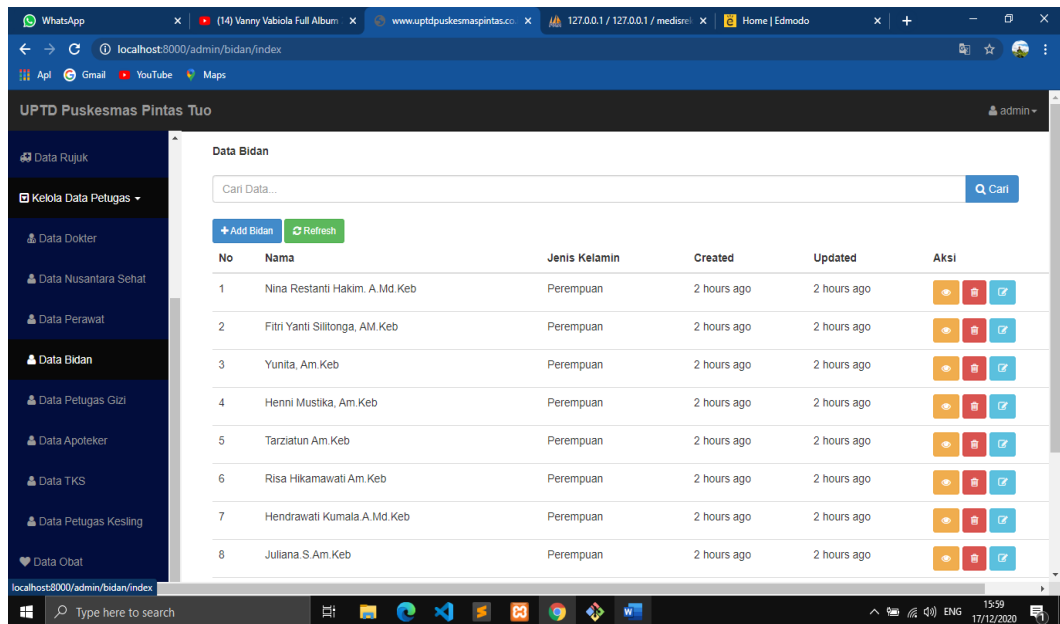 WhatsApp
(14) Vanny Vabiola Full Album
www.uptdpuskesmaspintas.co
127.0.0.1 / 127.0.0.1 / medisrek
Home | Edmodo
localhost:8000/admin/bidan/index
Apl Gmail YouTube Maps
UPTD Puskesmas Pintas Tuo
admin
Data Rujuk
Kelola Data Petugas
Data Dokter
Data Nusantara Sehat
Data Perawat
Data Bidan
Data Petugas Gizi
Data Apoteker
Data TKS
Data Petugas Kesling
Data Obat
Data Bidan
Cari Data...
Cari
Add Bidan
Refresh
No Nama Jenis Kelamin Created Updated Aksi
1 Nina Restanti Hakim. A.Md.Keb Perempuan 2 hours ago 2 hours ago
2 Fitri Yanti Silitonga, AM.Keb Perempuan 2 hours ago 2 hours ago
3 Yunita, Am.Keb Perempuan 2 hours ago 2 hours ago
4 Henni Mustika, Am.Keb Perempuan 2 hours ago 2 hours ago
5 Tarziatun Am.Keb Perempuan 2 hours ago 2 hours ago
6 Risa Hikamawati Am.Keb Perempuan 2 hours ago 2 hours ago
7 Hendrawati Kumala.A.Md.Keb Perempuan 2 hours ago 2 hours ago
8 Juliana.S.Am.Keb Perempuan 2 hours ago 2 hours ago
localhost:8000/admin/bidan/index
Type here to search
ENG
15:59
17/12/2020